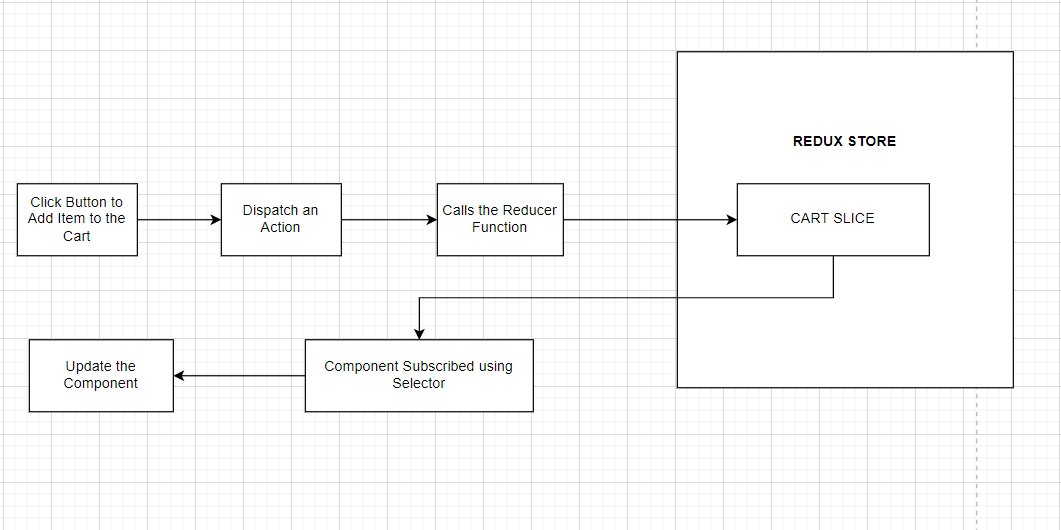 REDUX STORE
Click Button to
Add Item to the
Cart
Dispatch an
Action
Calls the Reducer
Function
CART SLICE
Update the
Component
Component Subscribed using
Selector